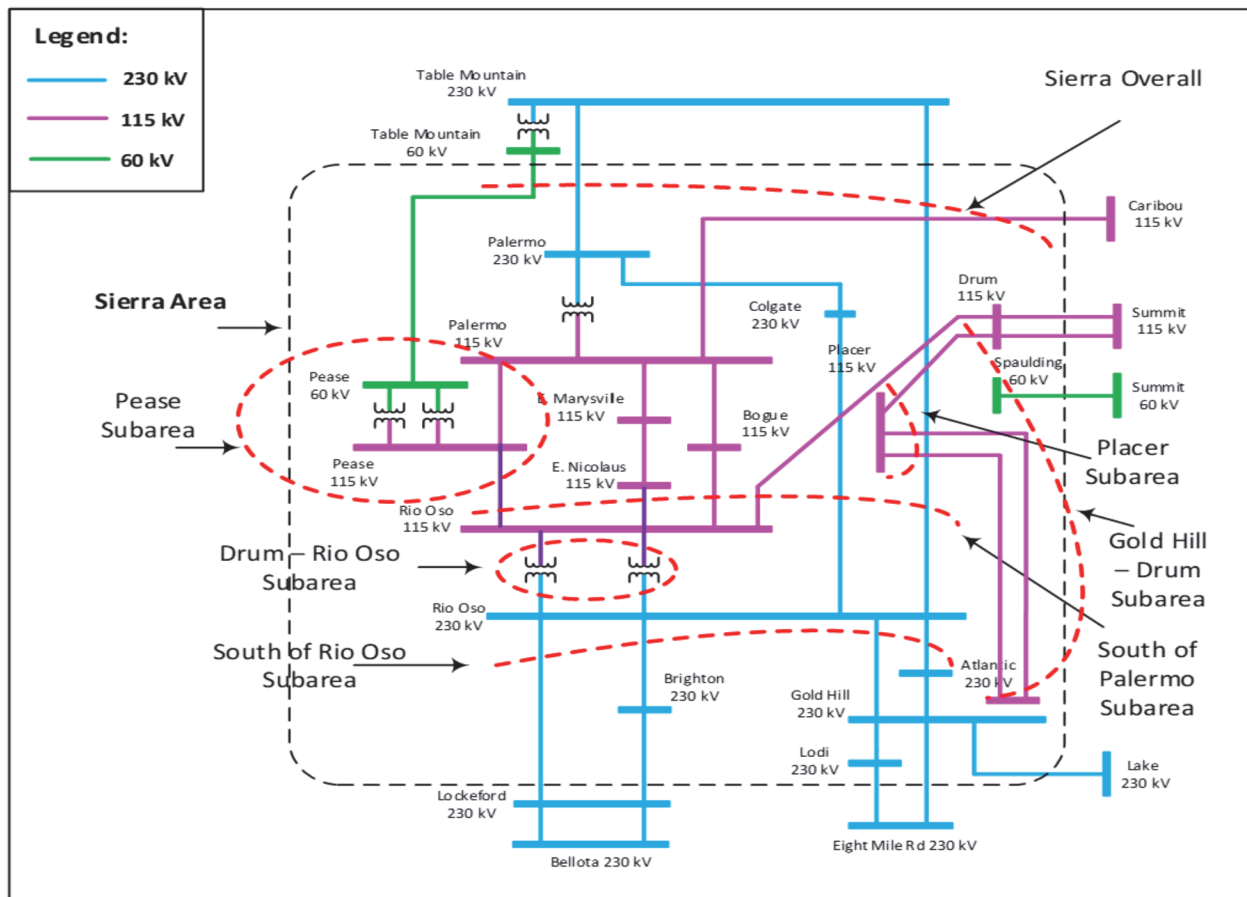 Legend:
230 kV
115 kV
60 kV
Table Mountain
230 kV
Sierra Overall
Table Mountain
60 kV
Caribou
115 kV
Palermo
230 kV
Drum
115 kV
Sierra Area
Colgate
230 kV
Summit
115 kV
Palermo
115 kV
Placer
115 kV
Spaulding
60 kV
Summit
60 kV
Pease
60 kV
Pease
Subarea
E. Marysville
115 kV
Bogue
115 kV
Placer
Subarea
Pease
115 kV
E. Nicolaus
115 kV
Rio Oso
115 kV
Drum – Rio Oso
Subarea
Gold Hill
– Drum
Subarea
Rio Oso
230 kV
South of Rio Oso
Subarea
South of
Palermo
Subarea
Brighton
230 kV
Atlantic
230 kV
Gold Hill
230 kV
Lodi
230 kV
Lake
230 kV
Lockeford
230 kV
Bellota 230 kV
Eight Mile Rd 230 kV